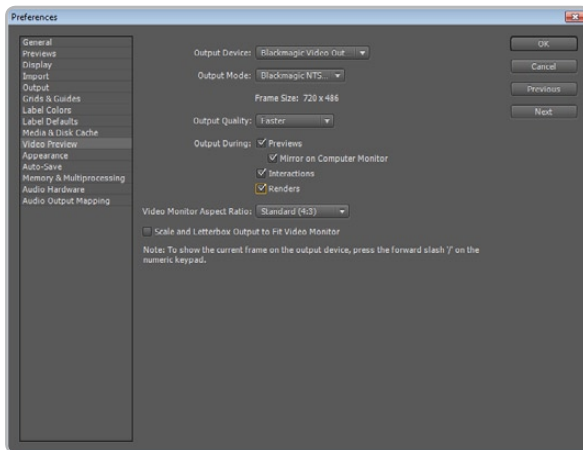 Preferences
General
Previews
Display
Import
Output
Grids & Guides
Label Colors
Label Defaults
Media & Disk Cache
Video Preview
Appearance
Auto-Save
Memory & Multiprocessing
Audio Hardware
Audio Output Mapping
Output Device: Blackmagic Video Out
Output Mode: Blackmagic NTS...
Frame Size: 720 x 486
Output Quality: Faster
Output During: Previews
Mirror on Computer Monitor
Interactions
Renders
Video Monitor Aspect Ratio: Standard (4:3)
Scale and Letterbox Output to Fit Video Monitor
Note: To show the current frame on the output device, press the forward slash '/' on the
numeric keypad.
OK
Cancel
Previous
Next